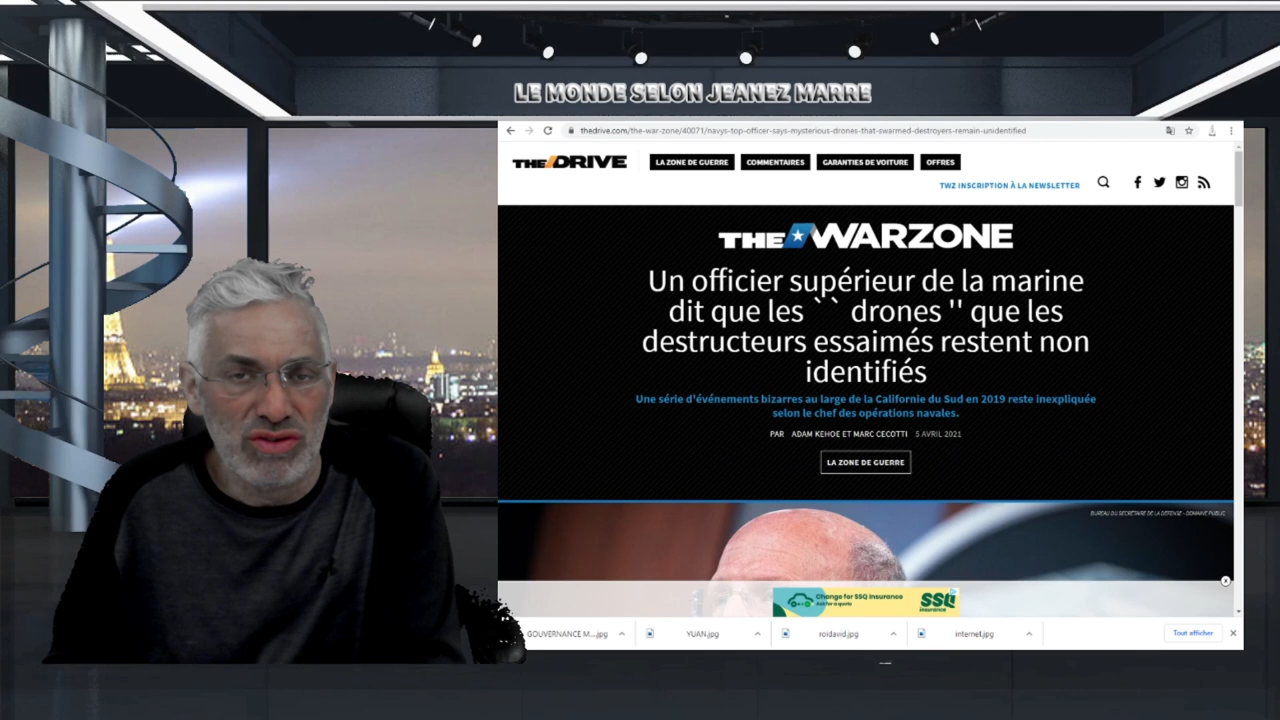 LE MONDE SELON JEANEZ MARRE
thedrive.com/the-war-zone/40071/navys-top-officer-says-mysterious-drones-that-swarmed-destroyers-remain-unidentified
THE DRIVE
LA ZONE DE GUERRE
COMMENTAIRES
GARANTIES DE VOITURE
OFFRES
TWZ INSCRIPTION À LA NEWSLETTER
THE WARZONE
Un officier supérieur de la marine
dit que les `` drones '' que les
destructeurs essaimés restent non
identifiés
Une série d'événements bizarres au large de la Californie du Sud en 2019 reste inexpliquée
selon le chef des opérations navales.
PAR ADAM KEHOE ET MARC CECOTTI 5 AVRIL 2021
LA ZONE DE GUERRE
BUREAU DU SECRÉTAIRE DE LA DÉFENSE - DOMAINE PUBLIC
Change for SSQ Insurance
Ask for a quote
SSQ
Insurance
GOUVERNANCE M....jpg
YUAN.jpg
roidavid.jpg
internet.jpg
Tout afficher